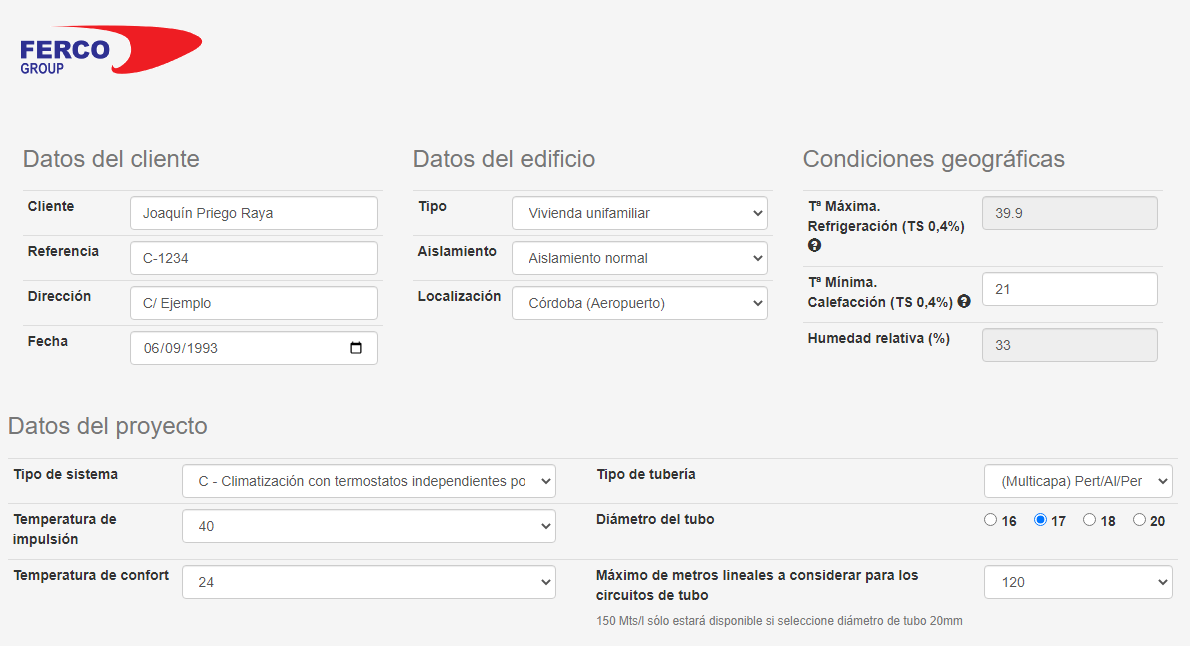 FERCO
GROUP
Datos del cliente
Cliente
Joaquín Priego Raya
Referencia
C-1234
Dirección
C/ Ejemplo
Fecha
06/09/1993
Datos del edificio
Tipo
Vivienda unifamiliar
Aislamiento
Aislamiento normal
Localización
Córdoba (Aeropuerto)
Condiciones geográficas
Tª Máxima.
Refrigeración (TS 0,4%)
?
39.9
Tª Mínima.
Calefacción (TS 0,4%) ?
21
Humedad relativa (%)
33
Datos del proyecto
Tipo de sistema
C - Climatización con termostatos independientes po
Temperatura de
impulsión
40
Temperatura de confort
24
Tipo de tubería
(Multicapa) Pert/Al/Per
Diámetro del tubo
16 17 18 20
Máximo de metros lineales a considerar para los
circuitos de tubo
120
150 Mts/l sólo estará disponible si seleccione diámetro de tubo 20mm